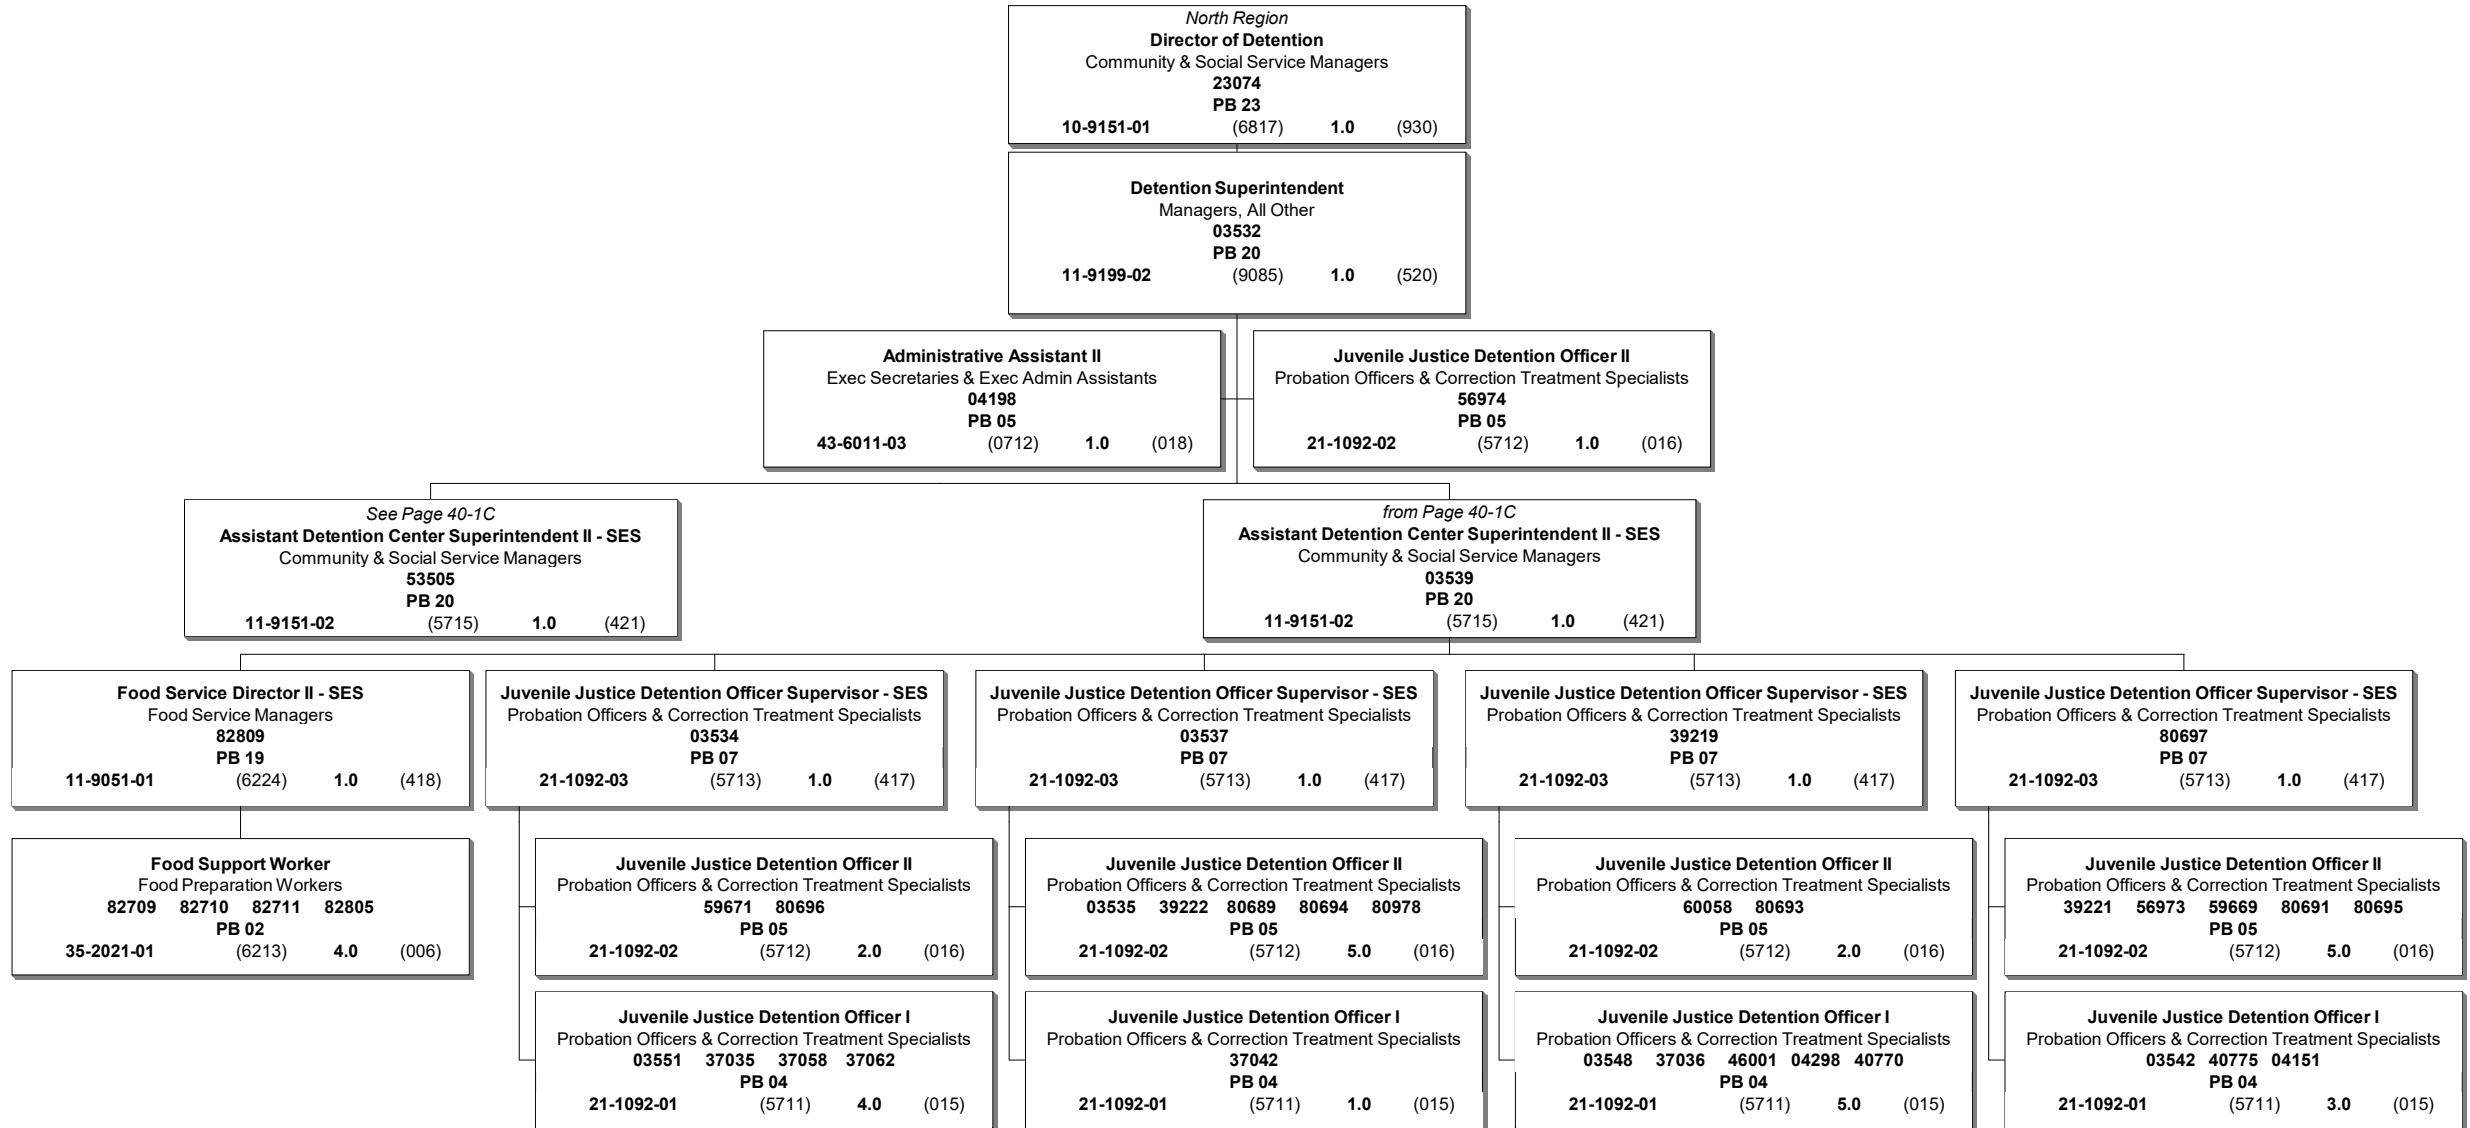 North Region
Director of Detention
Community & Social Service Managers
23074
PB 23
10-9151-01 (6817) 1.0 (930)
Detention Superintendent
Managers, All Other
03532
PB 20
11-9199-02 (9085) 1.0 (520)
Administrative Assistant II
Exec Secretaries & Exec Admin Assistants
04198
PB 05
43-6011-03 (0712) 1.0 (018)
Juvenile Justice Detention Officer II
Probation Officers & Correction Treatment Specialists
56974
PB 05
21-1092-02 (5712) 1.0 (016)
See Page 40-1C
Assistant Detention Center Superintendent II - SES
Community & Social Service Managers
53505
PB 20
11-9151-02 (5715) 1.0 (421)
from Page 40-1C
Assistant Detention Center Superintendent II - SES
Community & Social Service Managers
03539
PB 20
11-9151-02 (5715) 1.0 (421)
Food Service Director II - SES
Food Service Managers
82809
PB 19
11-9051-01 (6224) 1.0 (418)
Juvenile Justice Detention Officer Supervisor - SES
Probation Officers & Correction Treatment Specialists
03534
PB 07
21-1092-03 (5713) 1.0 (417)
Juvenile Justice Detention Officer Supervisor - SES
Probation Officers & Correction Treatment Specialists
03537
PB 07
21-1092-03 (5713) 1.0 (417)
Juvenile Justice Detention Officer Supervisor - SES
Probation Officers & Correction Treatment Specialists
39219
PB 07
21-1092-03 (5713) 1.0 (417)
Juvenile Justice Detention Officer Supervisor - SES
Probation Officers & Correction Treatment Specialists
80697
PB 07
21-1092-03 (5713) 1.0 (417)
Food Support Worker
Food Preparation Workers
82709 82710 82711 82805
PB 02
35-2021-01 (6213) 4.0 (006)
Juvenile Justice Detention Officer II
Probation Officers & Correction Treatment Specialists
59671 80696
PB 05
21-1092-02 (5712) 2.0 (016)
Juvenile Justice Detention Officer II
Probation Officers & Correction Treatment Specialists
03535 39222 80689 80694 80978
PB 05
21-1092-02 (5712) 5.0 (016)
Juvenile Justice Detention Officer II
Probation Officers & Correction Treatment Specialists
60058 80693
PB 05
21-1092-02 (5712) 2.0 (016)
Juvenile Justice Detention Officer II
Probation Officers & Correction Treatment Specialists
39221 56973 59669 80691 80695
PB 05
21-1092-02 (5712) 5.0 (016)
Juvenile Justice Detention Officer I
Probation Officers & Correction Treatment Specialists
03551 37035 37058 37062
PB 04
21-1092-01 (5711) 4.0 (015)
Juvenile Justice Detention Officer I
Probation Officers & Correction Treatment Specialists
37042
PB 04
21-1092-01 (5711) 1.0 (015)
Juvenile Justice Detention Officer I
Probation Officers & Correction Treatment Specialists
03548 37036 46001 04298 40770
PB 04
21-1092-01 (5711) 5.0 (015)
Juvenile Justice Detention Officer I
Probation Officers & Correction Treatment Specialists
03542 40775 04151
PB 04
21-1092-01 (5711) 3.0 (015)